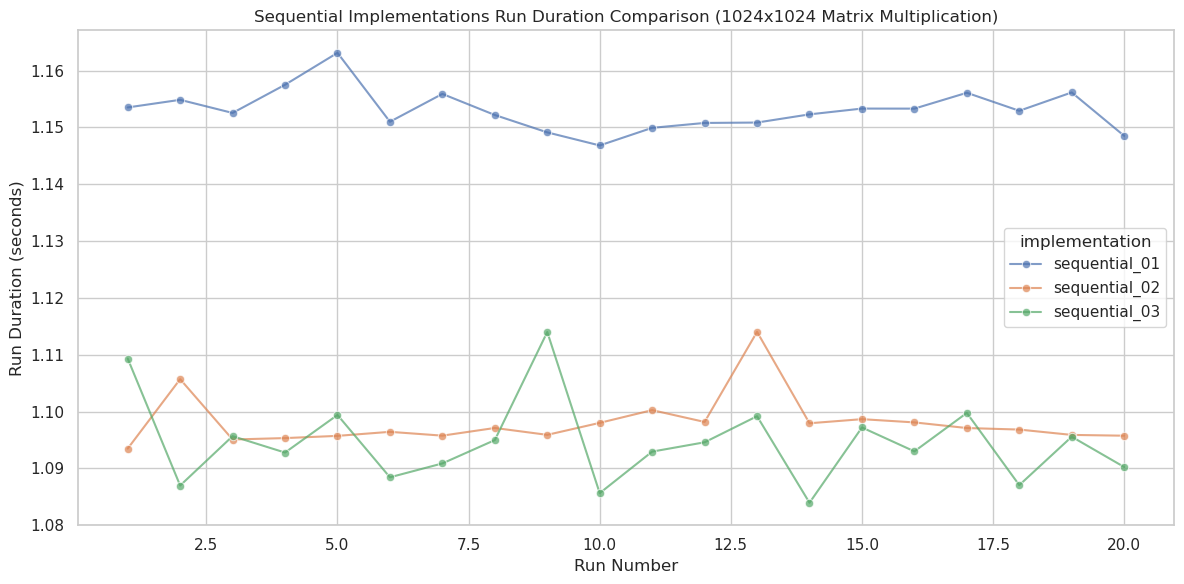 Sequential Implementations Run Duration Comparison (1024x1024 Matrix Multiplication)
Run Duration (seconds)
1.16
1.15
1.14
1.13
1.12
1.11
1.10
1.09
1.08
implementation
sequential_01
sequential_02
sequential_03
2.5 5.0 7.5 10.0 12.5 15.0 17.5 20.0
Run Number